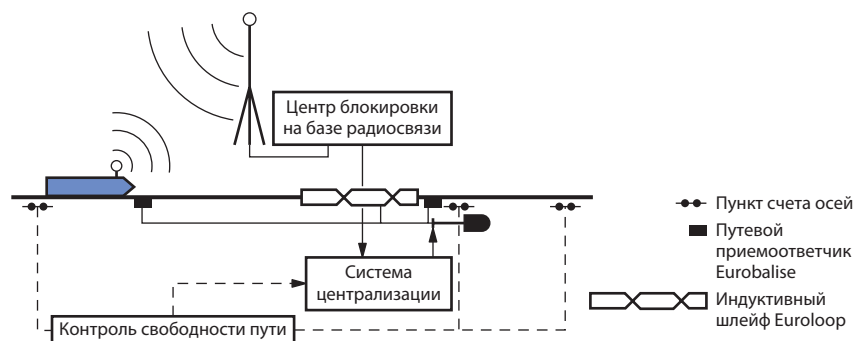 Центр блокировки
на базе радиосвязи
Пункт счета осей
Путевой
приемоответчик
Eurobalise
Система
централизации
Индуктивный
шлейф Euroloop
Контроль свободности пути